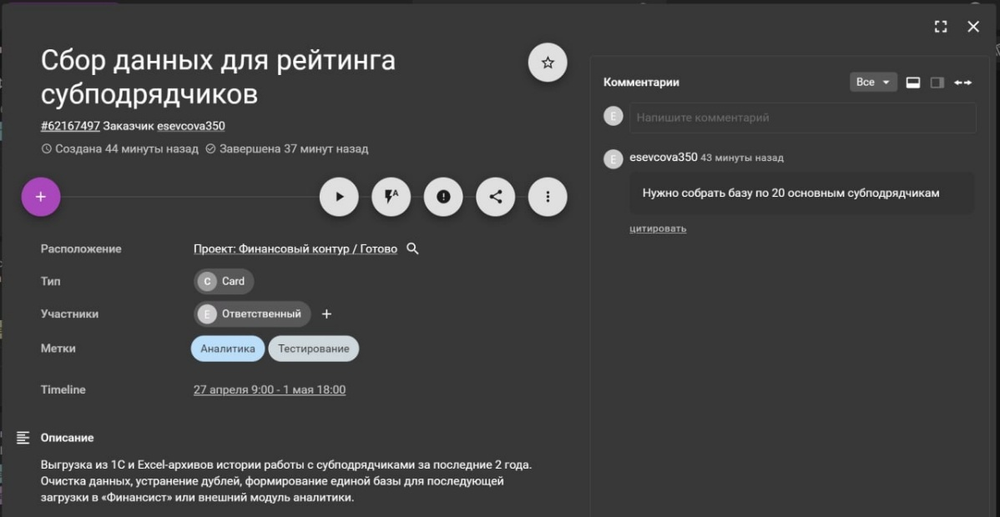 Сбор данных для рейтинга
субподрядчиков
#62167497 Заказчик esevcova350
Создана 44 минуты назад Завершена 37 минут назад
Расположение Проект: Финансовый контур / Готово
Тип C Card
Участники E Ответственный
Метки Аналитика Тестирование
Timeline 27 апреля 9:00 - 1 мая 18:00
Описание
Выгрузка из 1С и Excel-архивов истории работы с субподрядчиками за последние 2 года.
Очистка данных, устранение дублей, формирование единой базы для последующей
загрузки в «Финансист» или внешний модуль аналитики.
Комментарии Все
E Напишите комментарий
E esevcova350 43 минуты назад
Нужно собрать базу по 20 основным субподрядчикам
цитировать